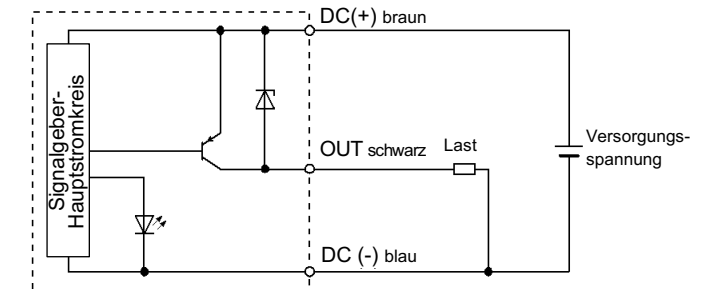 DC(+) braun
Signalgeber-
Hauptstromkreis
OUT schwarz
Last
Versorgungs-
spannung
DC (-) blau